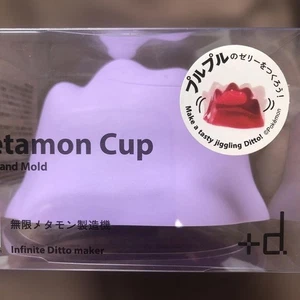 プルプルのゼリーをつくろう!
Make a tasty jiggling Ditto!
©Pokémon
etamon Cup
and Mold
無限メタモン製造機
Infinite Ditto maker
+d